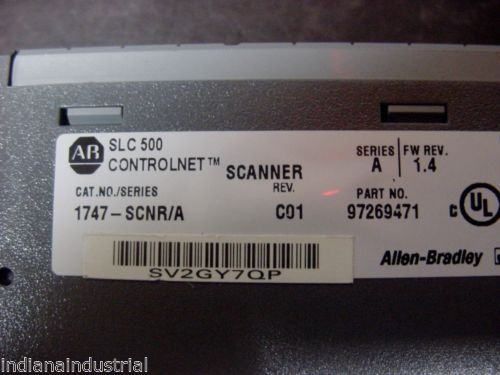 AB SLC 500
CONTROLNET™ SCANNER
SERIES FW REV.
A 1.4
CAT.NO./SERIES REV. PART NO.
1747-SCNR/A C01 97269471
c UL
SV2GY7QP
Allen-Bradley
indianaindustrial